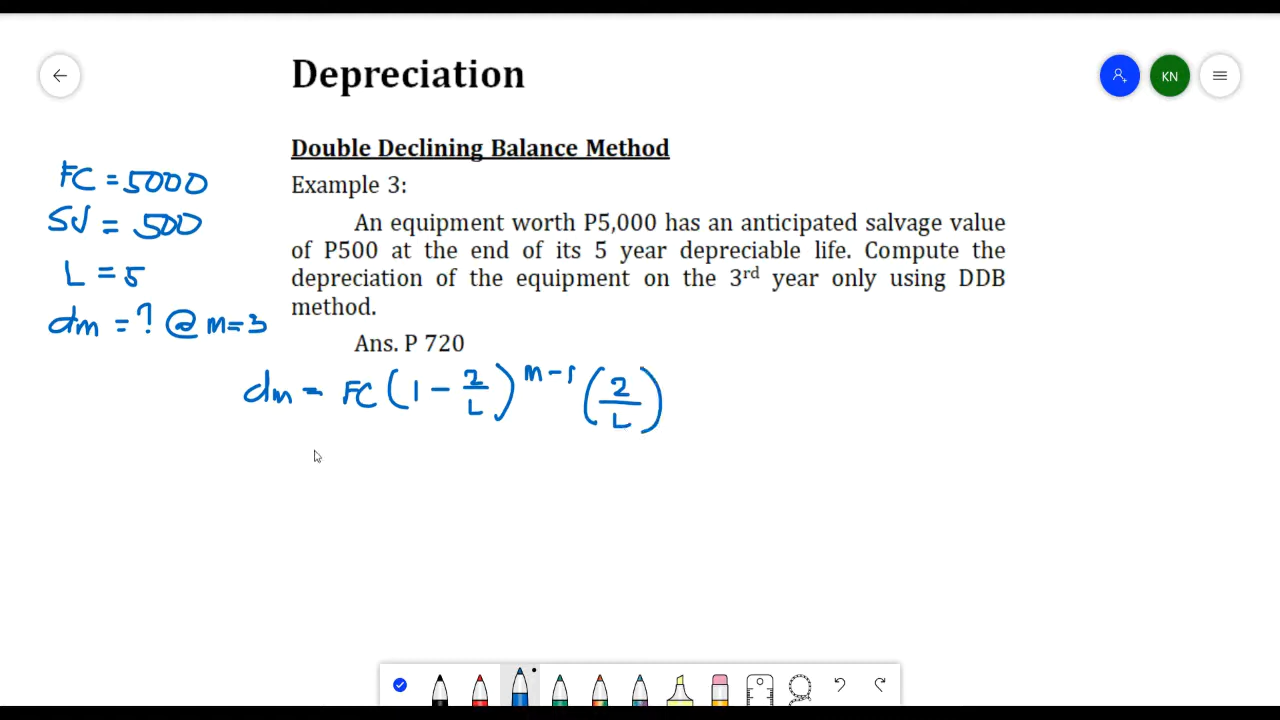 Depreciation
KN
Double Declining Balance Method
Example 3:
An equipment worth P5,000 has an anticipated salvage value
of P500 at the end of its 5 year depreciable life. Compute the
depreciation of the equipment on the 3rd year only using DDB
method.
Ans. P 720
FC = 5000
SV = 500
L = 5
dm = ? @ m=3
dm = FC (1 - 2/L)^(m-1) (2/L)